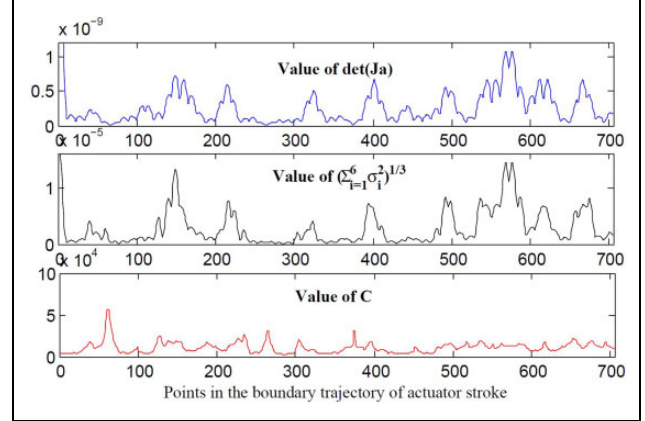 x 10⁻⁹
Value of det(Ja)
1
0.5
0
0 100 200 300 400 500 600 700
x 10⁻⁵
Value of (Σ⁶ᵢ₌₁σᵢ²)¹/³
1
0
0 100 200 300 400 500 600 700
x 10⁴
Value of C
10
5
0
0 100 200 300 400 500 600 700
Points in the boundary trajectory of actuator stroke